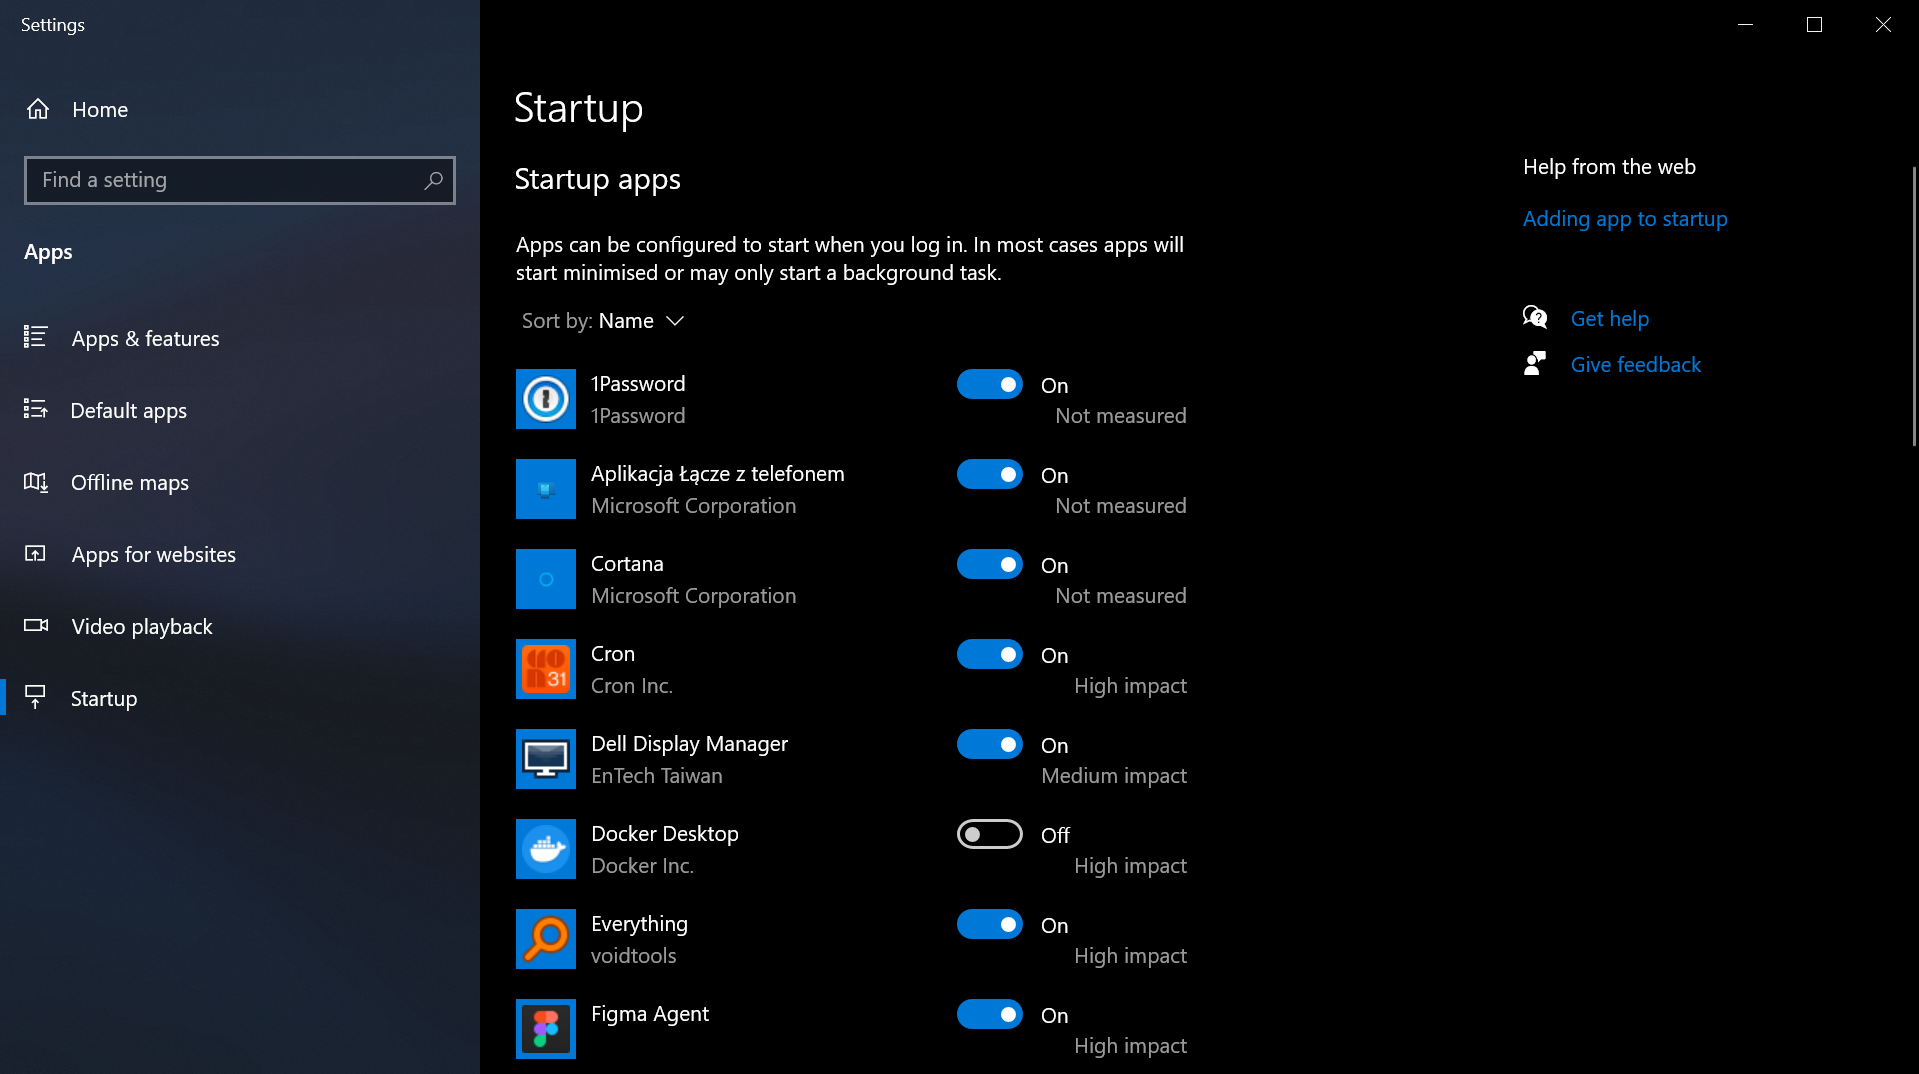 Settings
Home
Find a setting
Apps
Apps & features
Default apps
Offline maps
Apps for websites
Video playback
Startup
Startup
Startup apps
Apps can be configured to start when you log in. In most cases apps will
start minimised or may only start a background task.
Sort by: Name
1Password
On
1Password
Not measured
Aplikacja Łącze z telefonem
On
Microsoft Corporation
Not measured
Cortana
On
Microsoft Corporation
Not measured
31
Cron
On
Cron Inc.
High impact
Dell Display Manager
On
EnTech Taiwan
Medium impact
Docker Desktop
Off
Docker Inc.
High impact
Everything
On
voidtools
High impact
Figma Agent
On
High impact
Help from the web
Adding app to startup
Get help
Give feedback